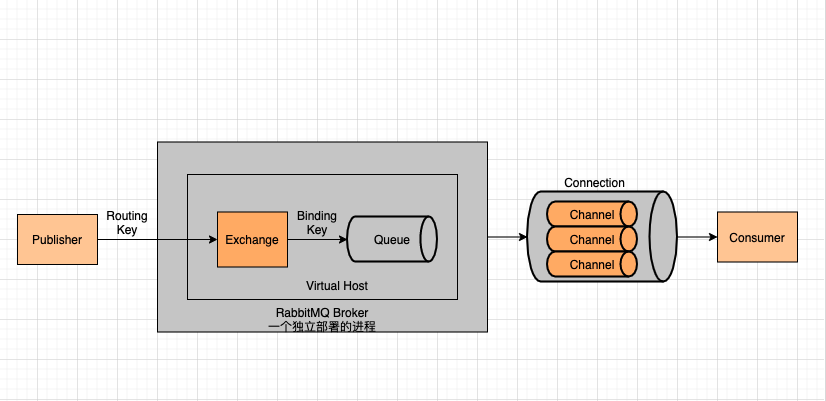 Publisher
Routing
Key
Exchange
Binding
Key
Queue
Virtual Host
RabbitMQ Broker
一个独立部署的进程
Connection
Channel
Channel
Channel
Consumer